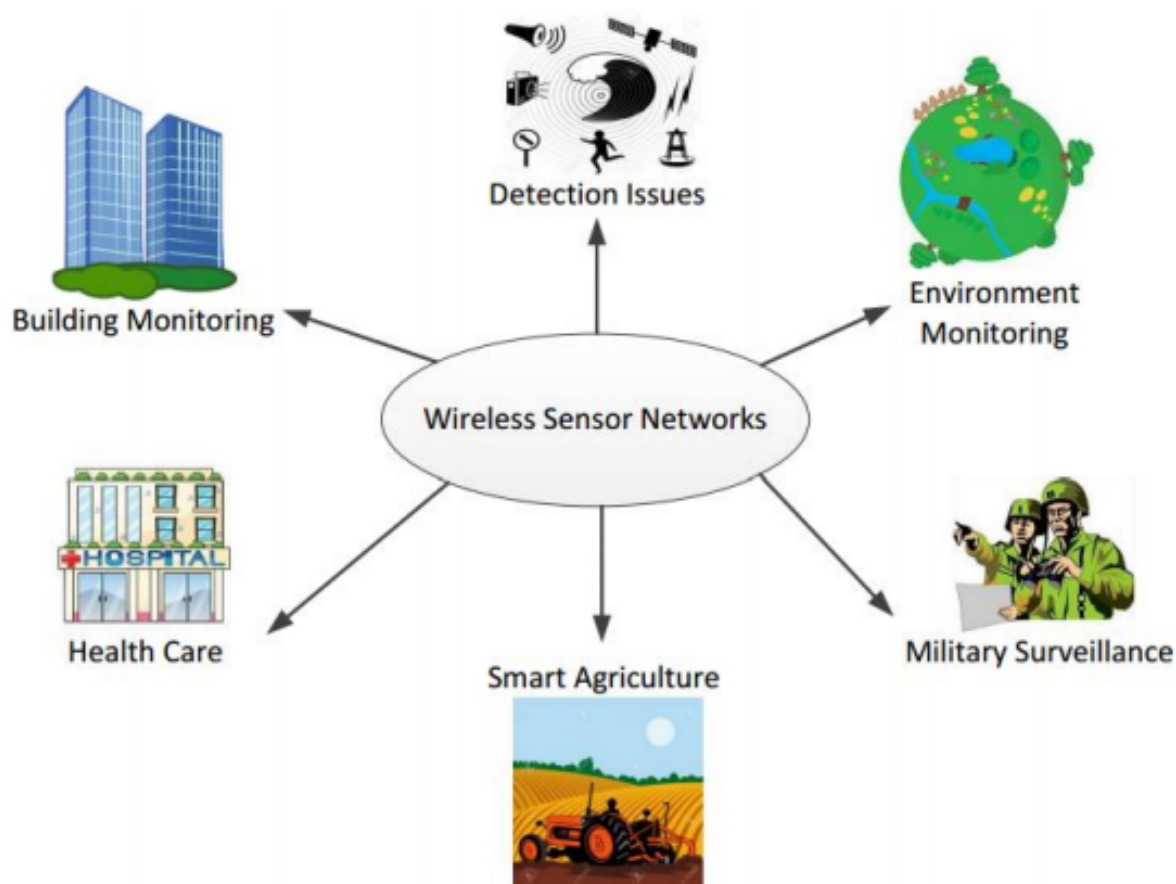 Detection Issues
Building Monitoring
Environment
Monitoring
Wireless Sensor Networks
HOSPITAL
Health Care
Military Surveillance
Smart Agriculture